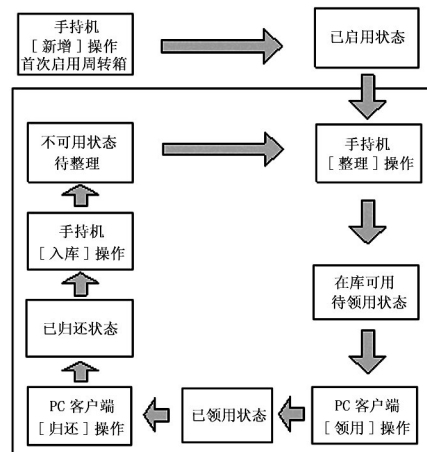 手持机
[新增]操作
首次启用周转箱
已启用状态
不可用状态
待整理
手持机
[整理]操作
手持机
[入库]操作
在库可用
待领用状态
已归还状态
PC 客户端
[归还]操作
已领用状态
PC 客户端
[领用]操作